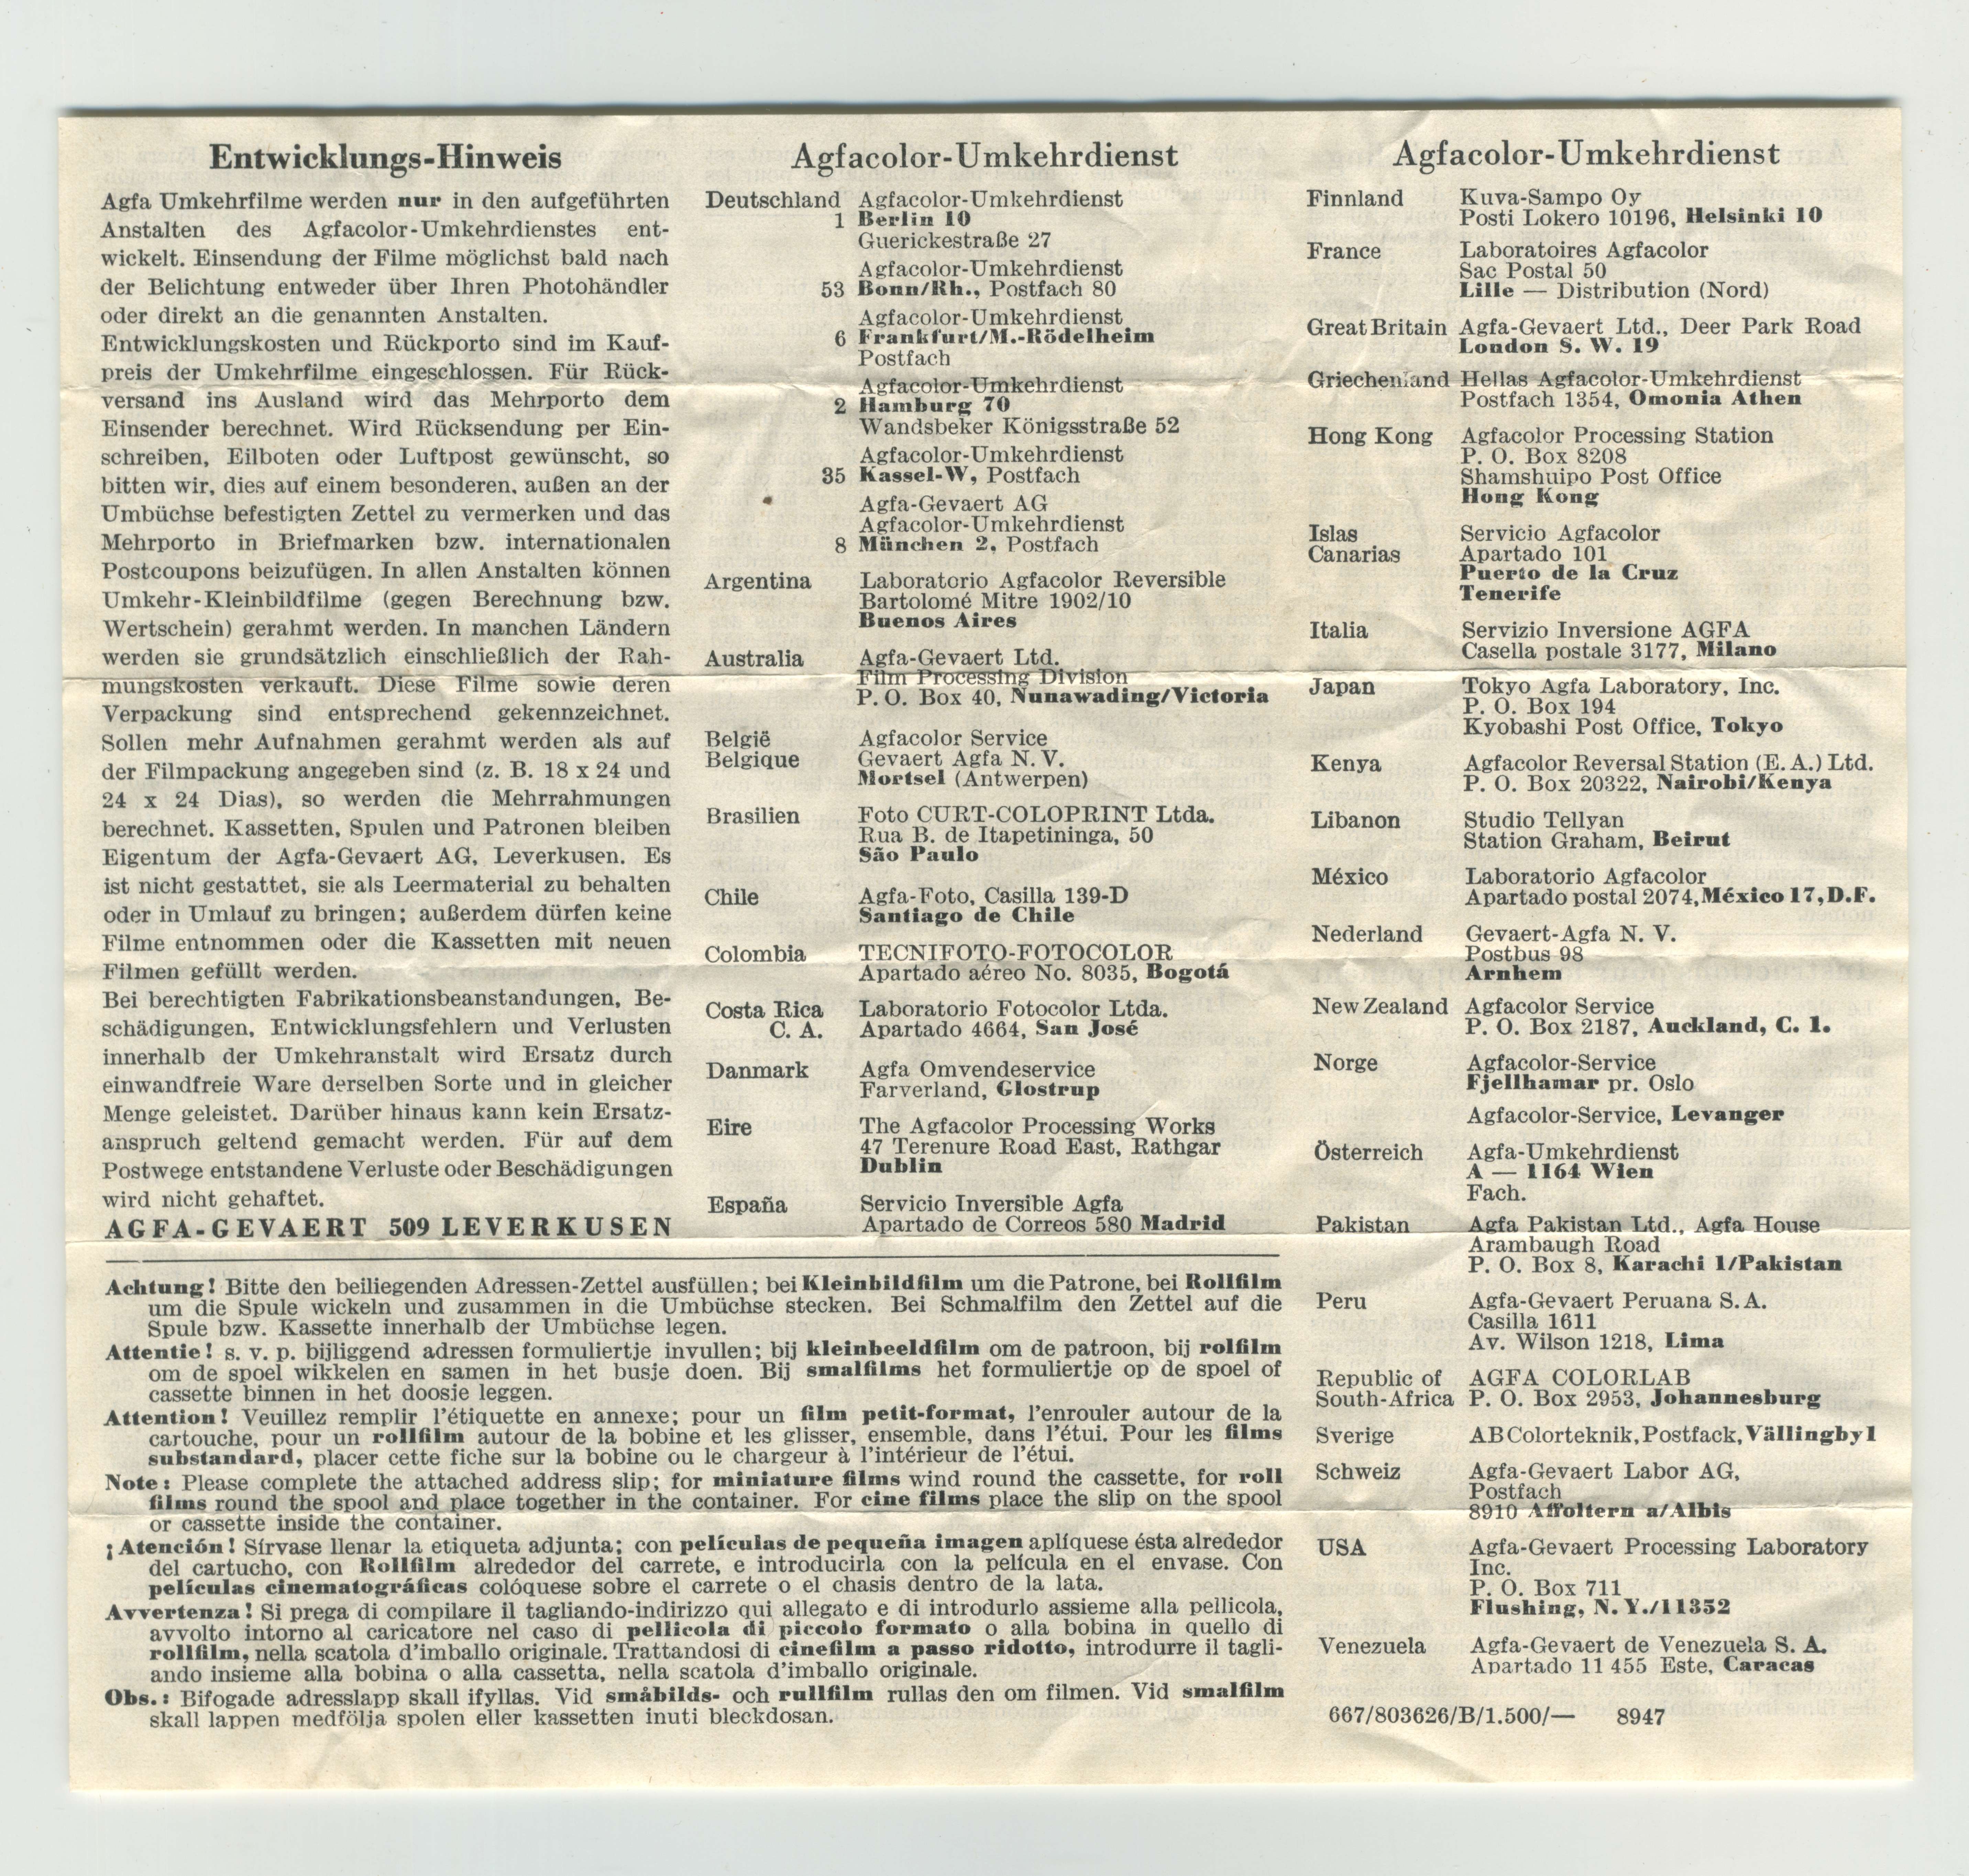 Entwicklungs-Hinweis
Agfa Umkehrfilme werden nur in den aufgeführten
Anstalten des Agfacolor-Umkehrdienstes ent-
wickelt. Einsendung der Filme möglichst bald nach
der Belichtung entweder über Ihren Photohändler
oder direkt an die genannten Anstalten.
Entwicklungskosten und Rückporto sind im Kauf-
preis der Umkehrfilme eingeschlossen. Für Rück-
versand ins Ausland wird das Mehrporto dem
Einsender berechnet. Wird Rücksendung per Ein-
schreiben, Eilboten oder Luftpost gewünscht, so
bitten wir, dies auf einem besonderen, außen an der
Umbüchse befestigten Zettel zu vermerken und das
Mehrporto in Briefmarken bzw. internationalen
Postcoupons beizufügen. In allen Anstalten können
Umkehr-Kleinbildfilme (gegen Berechnung bzw.
Wertschein) gerahmt werden. In manchen Ländern
werden sie grundsätzlich einschließlich der Rah-
mungskosten verkauft. Diese Filme sowie deren
Verpackung sind entsprechend gekennzeichnet.
Sollen mehr Aufnahmen gerahmt werden als auf
der Filmpackung angegeben sind (z. B. 18 x 24 und
24 x 24 Dias), so werden die Mehrrahmungen
berechnet. Kassetten, Spulen und Patronen bleiben
Eigentum der Agfa-Gevaert AG, Leverkusen. Es
ist nicht gestattet, sie als Leermaterial zu behalten
oder in Umlauf zu bringen; außerdem dürfen keine
Filme entnommen oder die Kassetten mit neuen
Filmen gefüllt werden.
Bei berechtigten Fabrikationsbeanstandungen, Be-
schädigungen, Entwicklungsfehlern und Verlusten
innerhalb der Umkehranstalt wird Ersatz durch
einwandfreie Ware derselben Sorte und in gleicher
Menge geleistet. Darüber hinaus kann kein Ersatz-
anspruch geltend gemacht werden. Für auf dem
Postwege entstandene Verluste oder Beschädigungen
wird nicht gehaftet.
AGFA-GEVAERT 509 LEVERKUSEN
Agfacolor-Umkehrdienst
Deutschland Agfacolor-Umkehrdienst
1 Berlin 10
Guerickestraße 27
Agfacolor-Umkehrdienst
53 Bonn/Rh., Postfach 80
Agfacolor-Umkehrdienst
6 Frankfurt/M.-Rödelheim
Postfach
Agfacolor-Umkehrdienst
2 Hamburg 70
Wandsbeker Königsstraße 52
Agfacolor-Umkehrdienst
35 Kassel-W, Postfach
Agfa-Gevaert AG
Agfacolor-Umkehrdienst
8 München 2, Postfach
Argentina Laboratorio Agfacolor Reversible
Bartolomé Mitre 1902/10
Buenos Aires
Australia Agfa-Gevaert Ltd.
Film Processing Division
P. O. Box 40, Nunawading/Victoria
België Agfacolor Service
Belgique Gevaert Agfa N. V.
Mortsel (Antwerpen)
Brasilien Foto CURT-COLOPRINT Ltda.
Rua B. de Itapetininga, 50
São Paulo
Chile Agfa-Foto, Casilla 139-D
Santiago de Chile
Colombia TECNIFOTO-FOTOCOLOR
Apartado aéreo No. 8035, Bogotá
Costa Rica Laboratorio Fotocolor Ltda.
C. A. Apartado 4664, San José
Danmark Agfa Omvendeservice
Farverland, Glostrup
Eire The Agfacolor Processing Works
47 Terenure Road East, Rathgar
Dublin
España Servicio Inversible Agfa
Apartado de Correos 580 Madrid
Achtung! Bitte den beiliegenden Adressen-Zettel ausfüllen; bei Kleinbildfilm um die Patrone, bei Rollfilm
um die Spule wickeln und zusammen in die Umbüchse stecken. Bei Schmalfilm den Zettel auf die
Spule bzw. Kassette innerhalb der Umbüchse legen.
Attentie! s. v. p. bijliggend adressen formuliertje invullen; bij kleinbeeldfilm om de patroon, bij rolfilm
om de spoel wikkelen en samen in het busje doen. Bij smalfilms het formuliertje op de spoel of
cassette binnen in het doosje leggen.
Attention! Veuillez remplir l'étiquette en annexe; pour un film petit-format, l'enrouler autour de la
cartouche, pour un rollfilm autour de la bobine et les glisser, ensemble, dans l'étui. Pour les films
substandard, placer cette fiche sur la bobine ou le chargeur à l'intérieur de l'étui.
Note: Please complete the attached address slip; for miniature films wind round the cassette, for roll
films round the spool and place together in the container. For cine films place the slip on the spool
or cassette inside the container.
¡Atención! Sírvase llenar la etiqueta adjunta; con películas de pequeña imagen aplíquese ésta alrededor
del cartucho, con Rollfilm alrededor del carrete, e introducirla con la película en el envase. Con
películas cinematográficas colóquese sobre el carrete o el chasis dentro de la lata.
Avvertenza! Si prega di compilare il tagliando-indirizzo qui allegato e di introdurlo assieme alla pellicola,
avvolto intorno al caricatore nel caso di pellicola di piccolo formato o alla bobina in quello di
rollfilm, nella scatola d'imballo originale. Trattandosi di cinefilm a passo ridotto, introdurre il tagli-
ando insieme alla bobina o alla cassetta, nella scatola d'imballo originale.
Obs.: Bifogade adresslapp skall ifyllas. Vid småbilds- och rullfilm rullas den om filmen. Vid smalfilm
skall lappen medfölja spolen eller kassetten inuti bleckdosan.
Agfacolor-Umkehrdienst
Finnland Kuva-Sampo Oy
Posti Lokero 10196, Helsinki 10
France Laboratoires Agfacolor
Sac Postal 50
Lille — Distribution (Nord)
Great Britain Agfa-Gevaert Ltd., Deer Park Road
London S. W. 19
Griechenland Hellas Agfacolor-Umkehrdienst
Postfach 1354, Omonia Athen
Hong Kong Agfacolor Processing Station
P. O. Box 8208
Shamshuipo Post Office
Hong Kong
Islas Servicio Agfacolor
Canarias Apartado 101
Puerto de la Cruz
Tenerife
Italia Servizio Inversione AGFA
Casella postale 3177, Milano
Japan Tokyo Agfa Laboratory, Inc.
P. O. Box 194
Kyobashi Post Office, Tokyo
Kenya Agfacolor Reversal Station (E. A.) Ltd.
P. O. Box 20322, Nairobi/Kenya
Libanon Studio Tellyan
Station Graham, Beirut
México Laboratorio Agfacolor
Apartado postal 2074, México 17, D.F.
Nederland Gevaert-Agfa N. V.
Postbus 98
Arnhem
New Zealand Agfacolor Service
P. O. Box 2187, Auckland, C. 1.
Norge Agfacolor-Service
Fjellhamar pr. Oslo
Agfacolor-Service, Levanger
Österreich Agfa-Umkehrdienst
A — 1164 Wien
Fach.
Pakistan Agfa Pakistan Ltd., Agfa House
Arambaugh Road
P. O. Box 8, Karachi 1/Pakistan
Peru Agfa-Gevaert Peruana S. A.
Casilla 1611
Av. Wilson 1218, Lima
Republic of AGFA COLORLAB
South-Africa P. O. Box 2953, Johannesburg
Sverige AB Colorteknik, Postfack, Vällingby 1
Schweiz Agfa-Gevaert Labor AG,
Postfach
8910 Affoltern a/Albis
USA Agfa-Gevaert Processing Laboratory
Inc.
P. O. Box 711
Flushing, N. Y./11352
Venezuela Agfa-Gevaert de Venezuela S. A.
Apartado 11 455 Este, Caracas
667/803626/B/1.500/— 8947